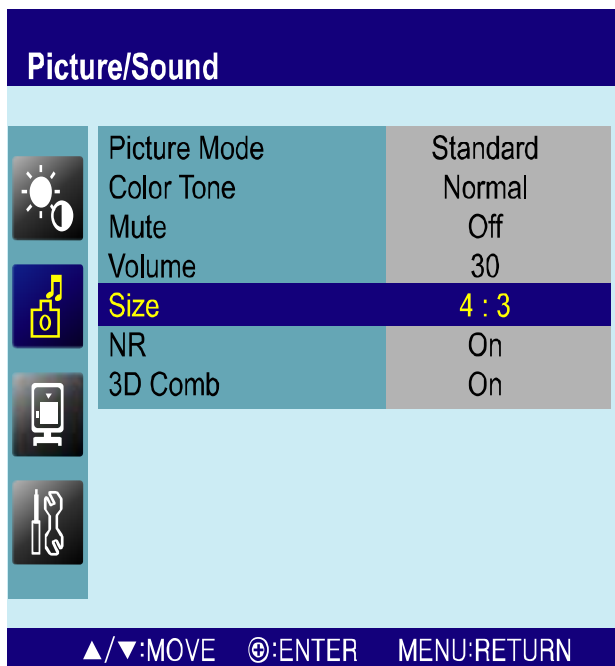 Picture/Sound
Picture Mode Standard
Color Tone Normal
Mute Off
Volume 30
Size 4 : 3
NR On
3D Comb On
▲/▼:MOVE ⊕:ENTER MENU:RETURN